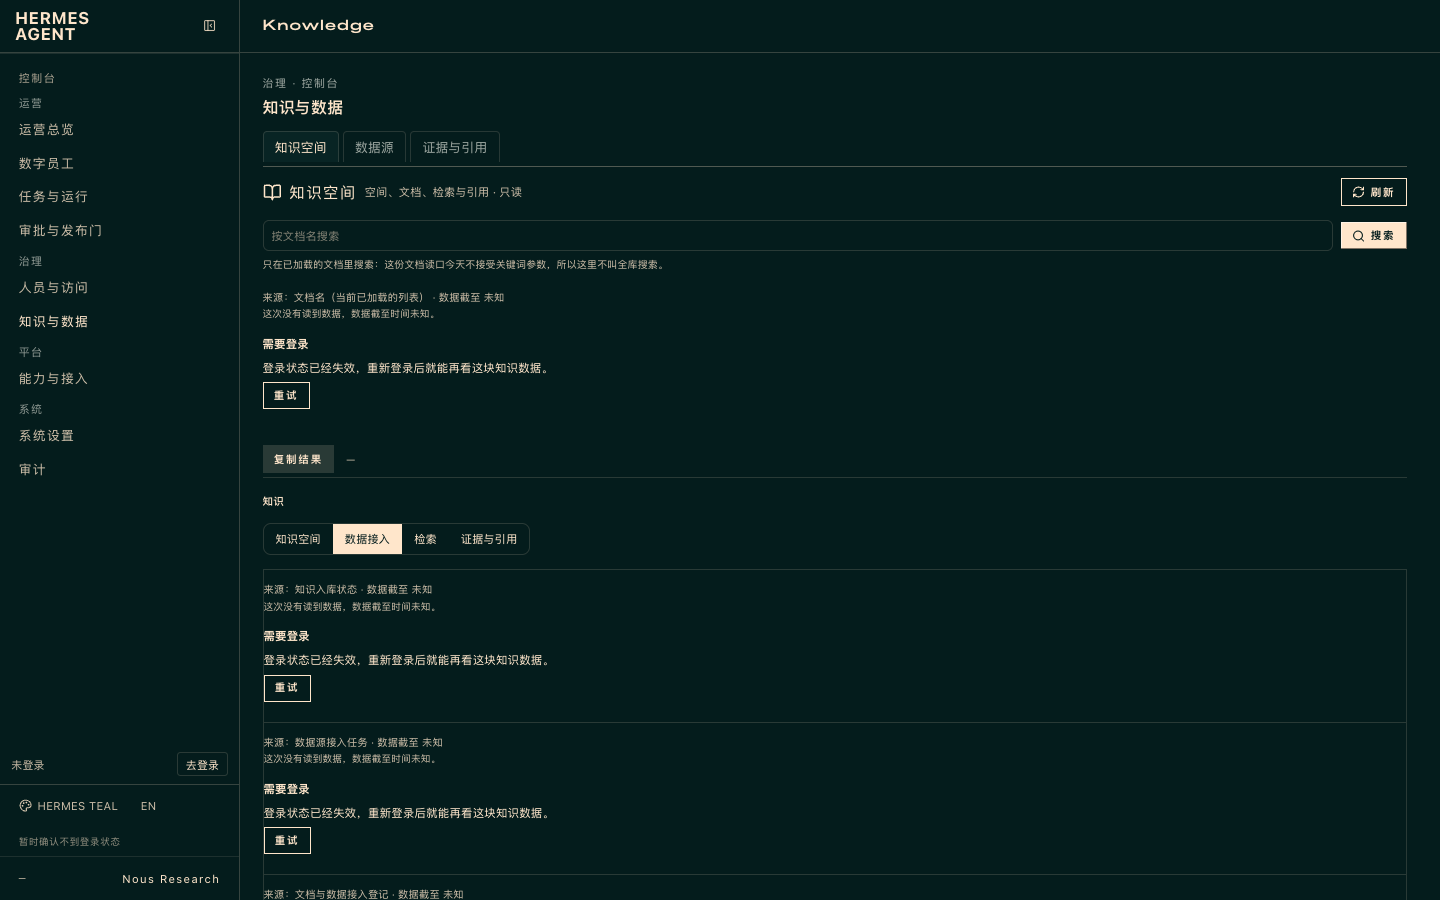 HERMES
AGENT
Knowledge
控制台
运营
运营总览
数字员工
任务与运行
审批与发布门
治理
人员与访问
知识与数据
平台
能力与接入
系统
系统设置
审计
未登录
去登录
HERMES TEAL
EN
暂时确认不到登录状态
—
Nous Research
治理 · 控制台
知识与数据
知识空间
数据源
证据与引用
知识空间 空间、文档、检索与引用 · 只读
刷新
按文档名搜索
搜索
只在已加载的文档里搜索：这份文档读口今天不接受关键词参数，所以这里不叫全库搜索。
来源：文档名（当前已加载的列表） · 数据截至 未知
这次没有读到数据，数据截至时间未知。
需要登录
登录状态已经失效，重新登录后就能再看这块知识数据。
重试
复制结果 —
知识
知识空间
数据接入
检索
证据与引用
来源：知识入库状态 · 数据截至 未知
这次没有读到数据，数据截至时间未知。
需要登录
登录状态已经失效，重新登录后就能再看这块知识数据。
重试
来源：数据源接入任务 · 数据截至 未知
这次没有读到数据，数据截至时间未知。
需要登录
登录状态已经失效，重新登录后就能再看这块知识数据。
重试
来源：文档与数据接入登记 · 数据截至 未知